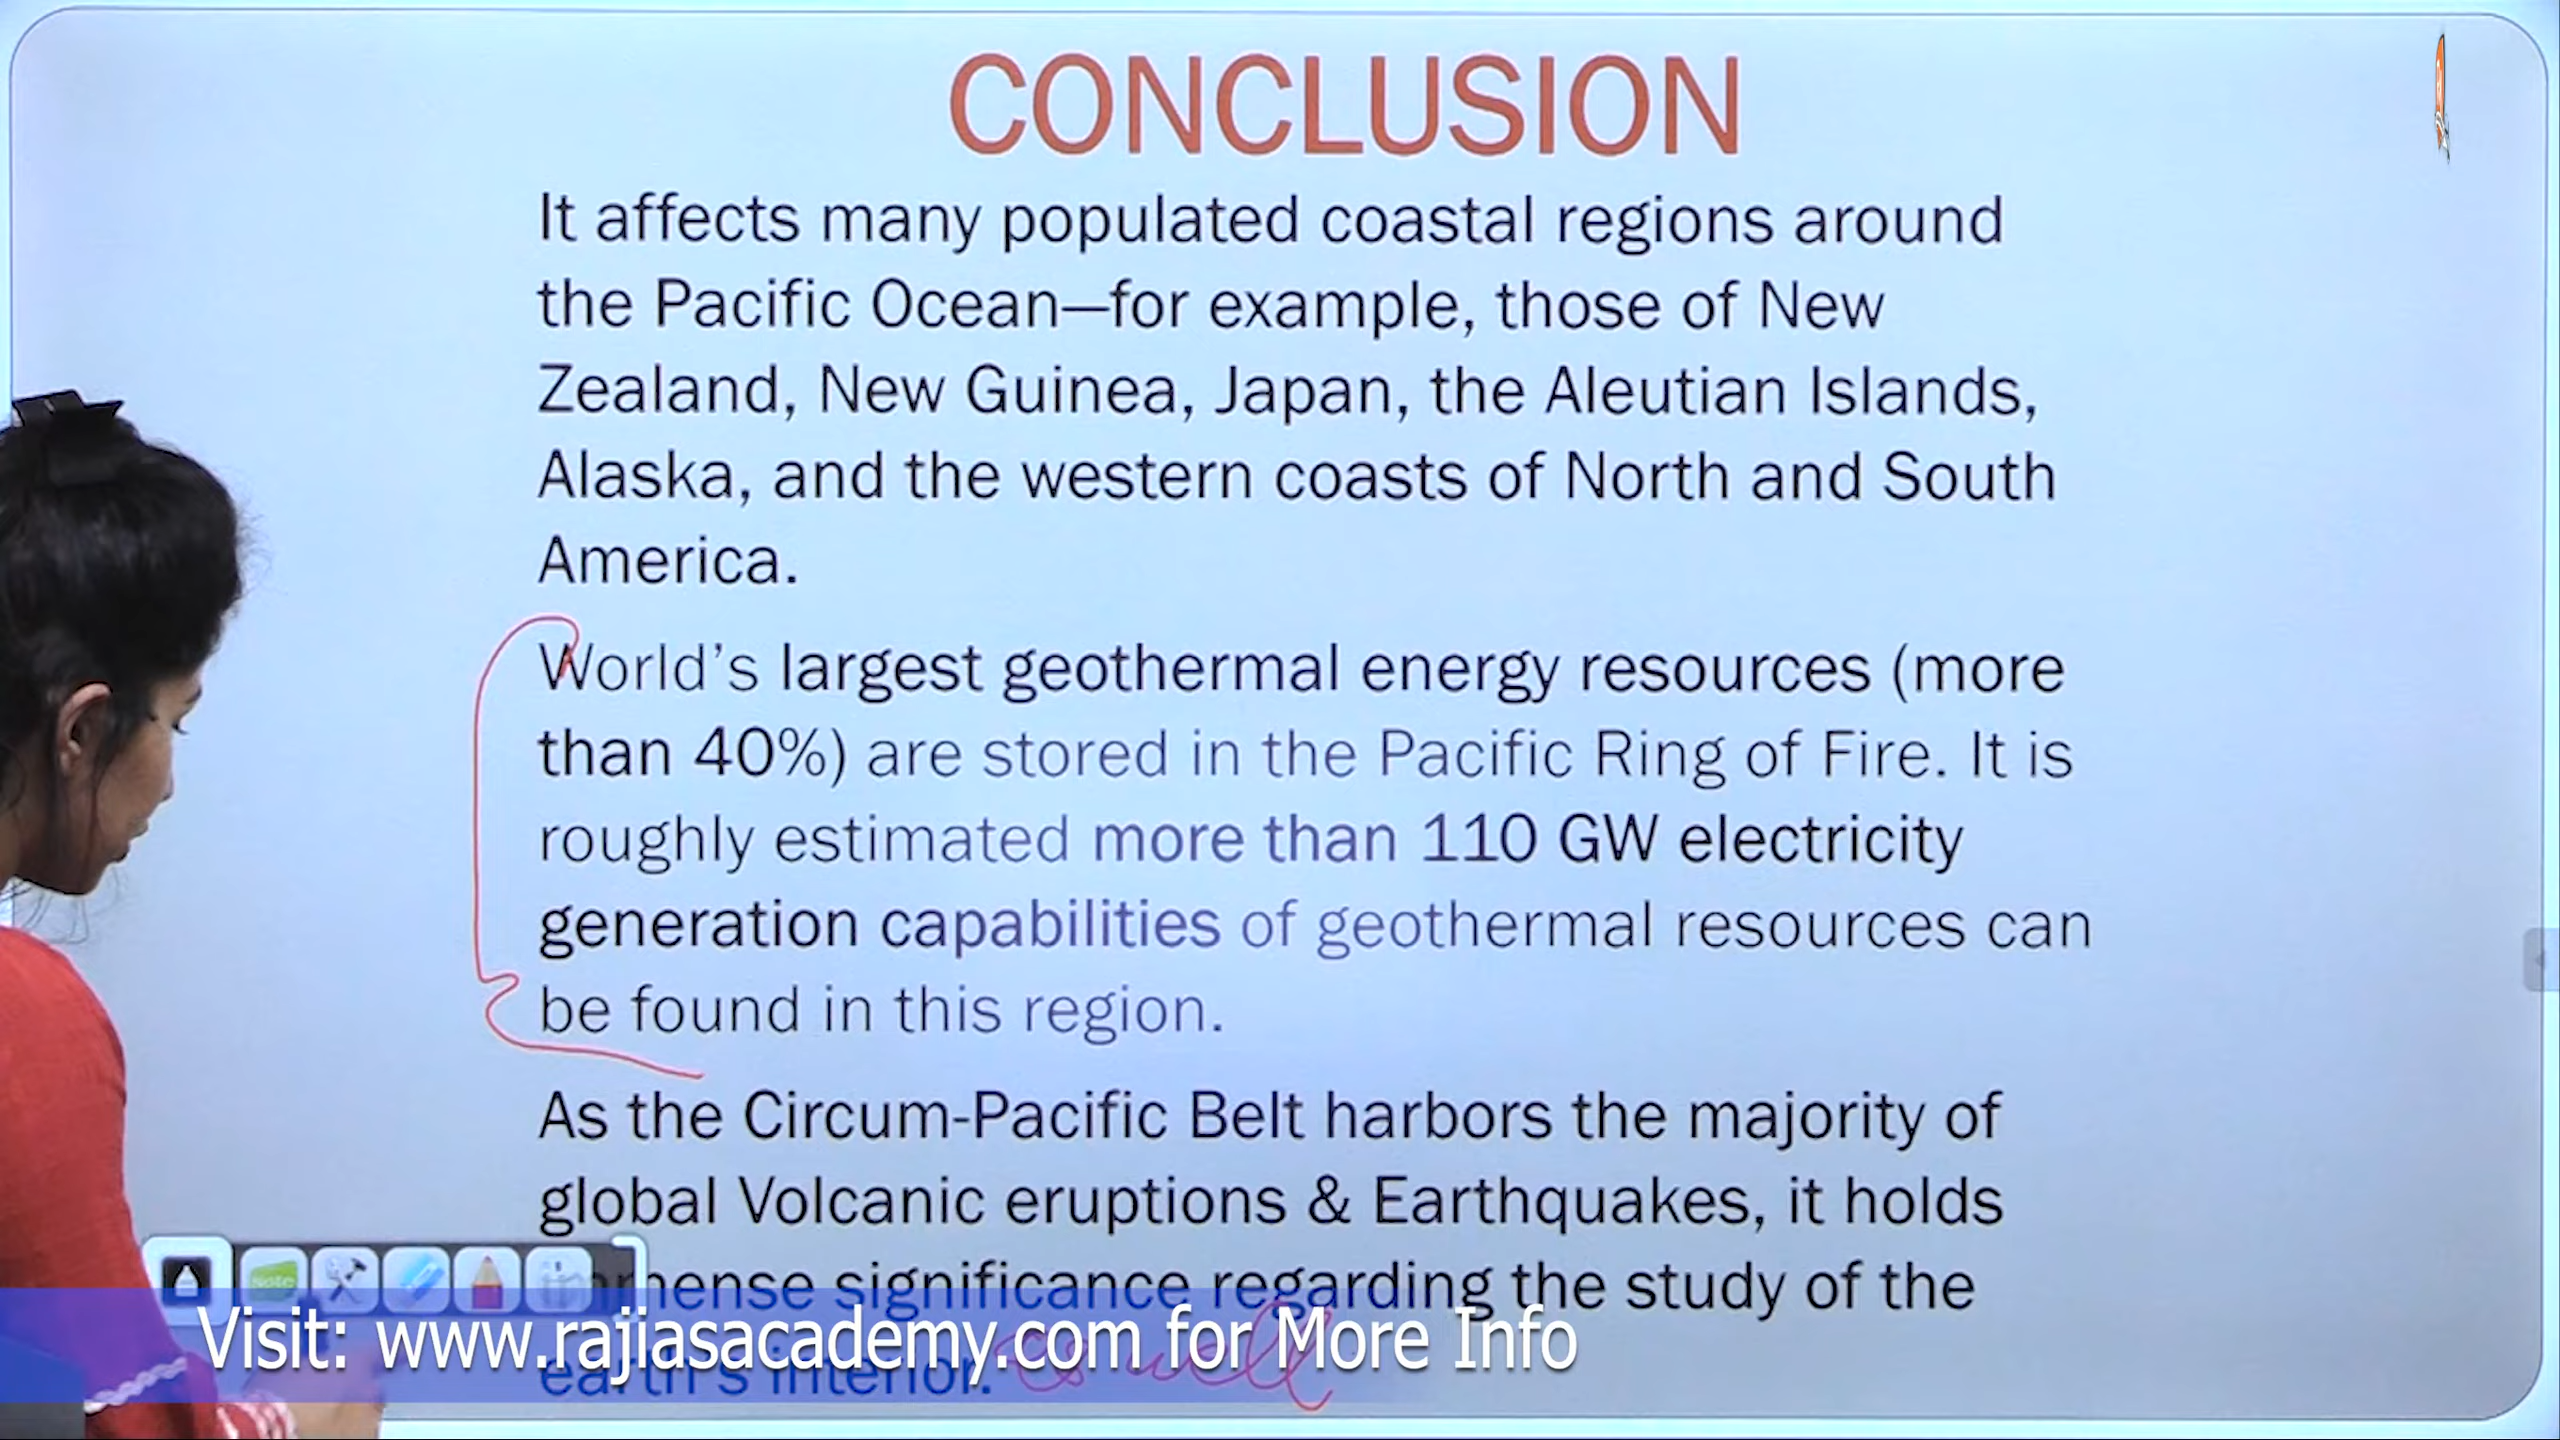 CONCLUSION
It affects many populated coastal regions around
the Pacific Ocean—for example, those of New
Zealand, New Guinea, Japan, the Aleutian Islands,
Alaska, and the western coasts of North and South
America.
World's largest geothermal energy resources (more
than 40%) are stored in the Pacific Ring of Fire. It is
roughly estimated more than 110 GW electricity
generation capabilities of geothermal resources can
be found in this region.
As the Circum-Pacific Belt harbors the majority of
global Volcanic eruptions & Earthquakes, it holds
significance regarding the study of the
Note
Visit: www.rajiasacademy.com for More Info
earth's interior. as well